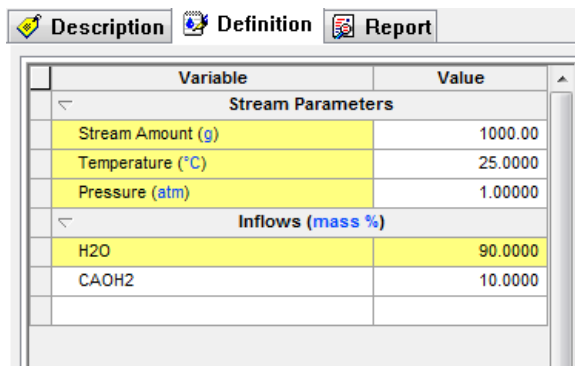 Description Definition Report
Variable Value
Stream Parameters
Stream Amount (g) 1000.00
Temperature (°C) 25.0000
Pressure (atm) 1.00000
Inflows (mass %)
H2O 90.0000
CAOH2 10.0000